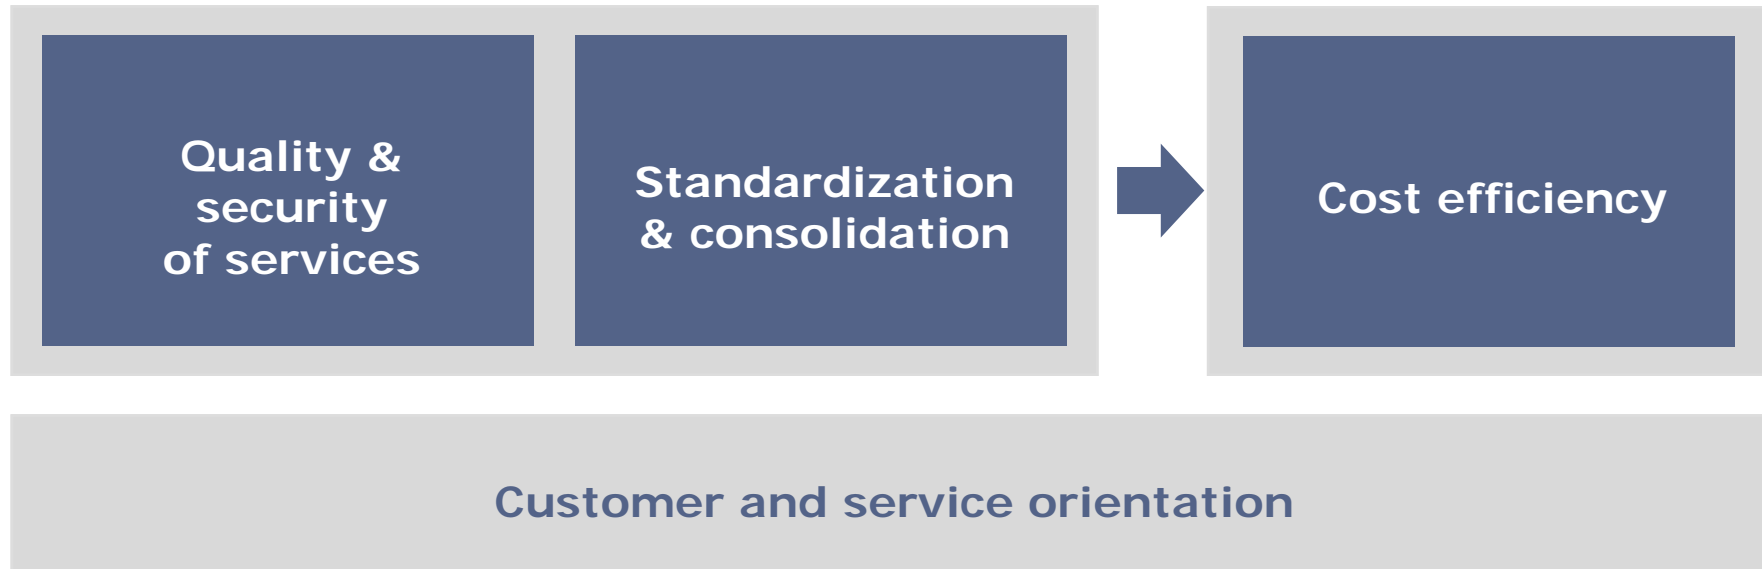 Quality &
security
of services
Standardization
& consolidation
Cost efficiency
Customer and service orientation